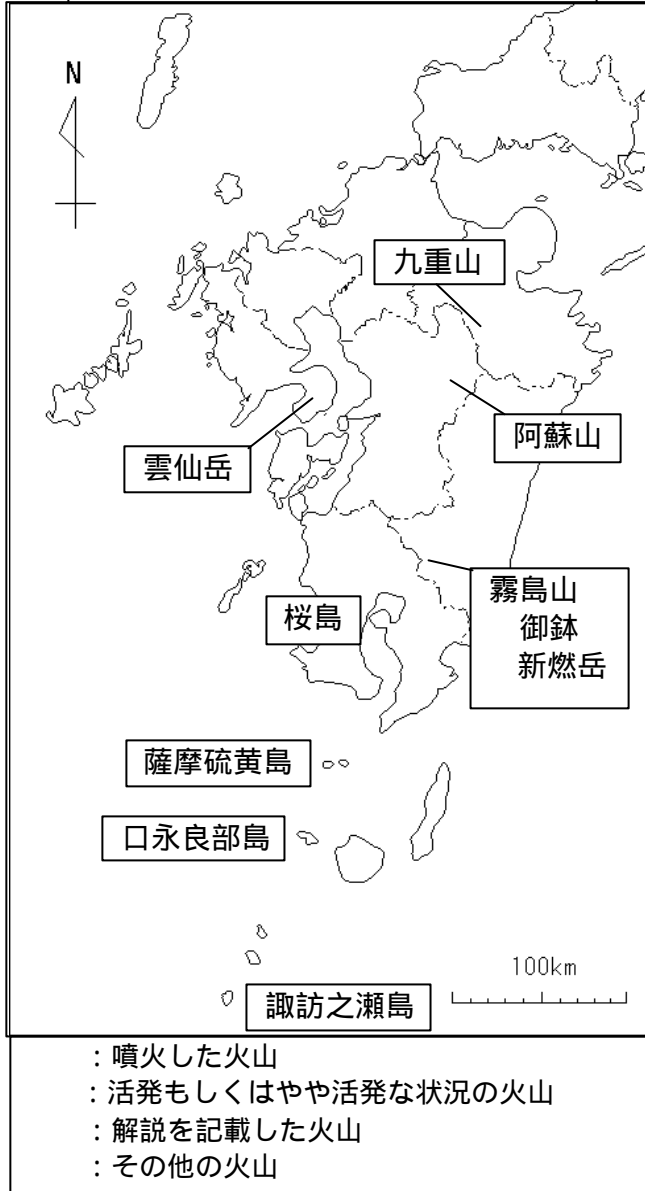 N
九重山
阿蘇山
雲仙岳
霧島山
御鉢
新燃岳
桜島
薩摩硫黄島
口永良部島
100km
諏訪之瀬島
：噴火した火山
：活発もしくはやや活発な状況の火山
：解説を記載した火山
：その他の火山